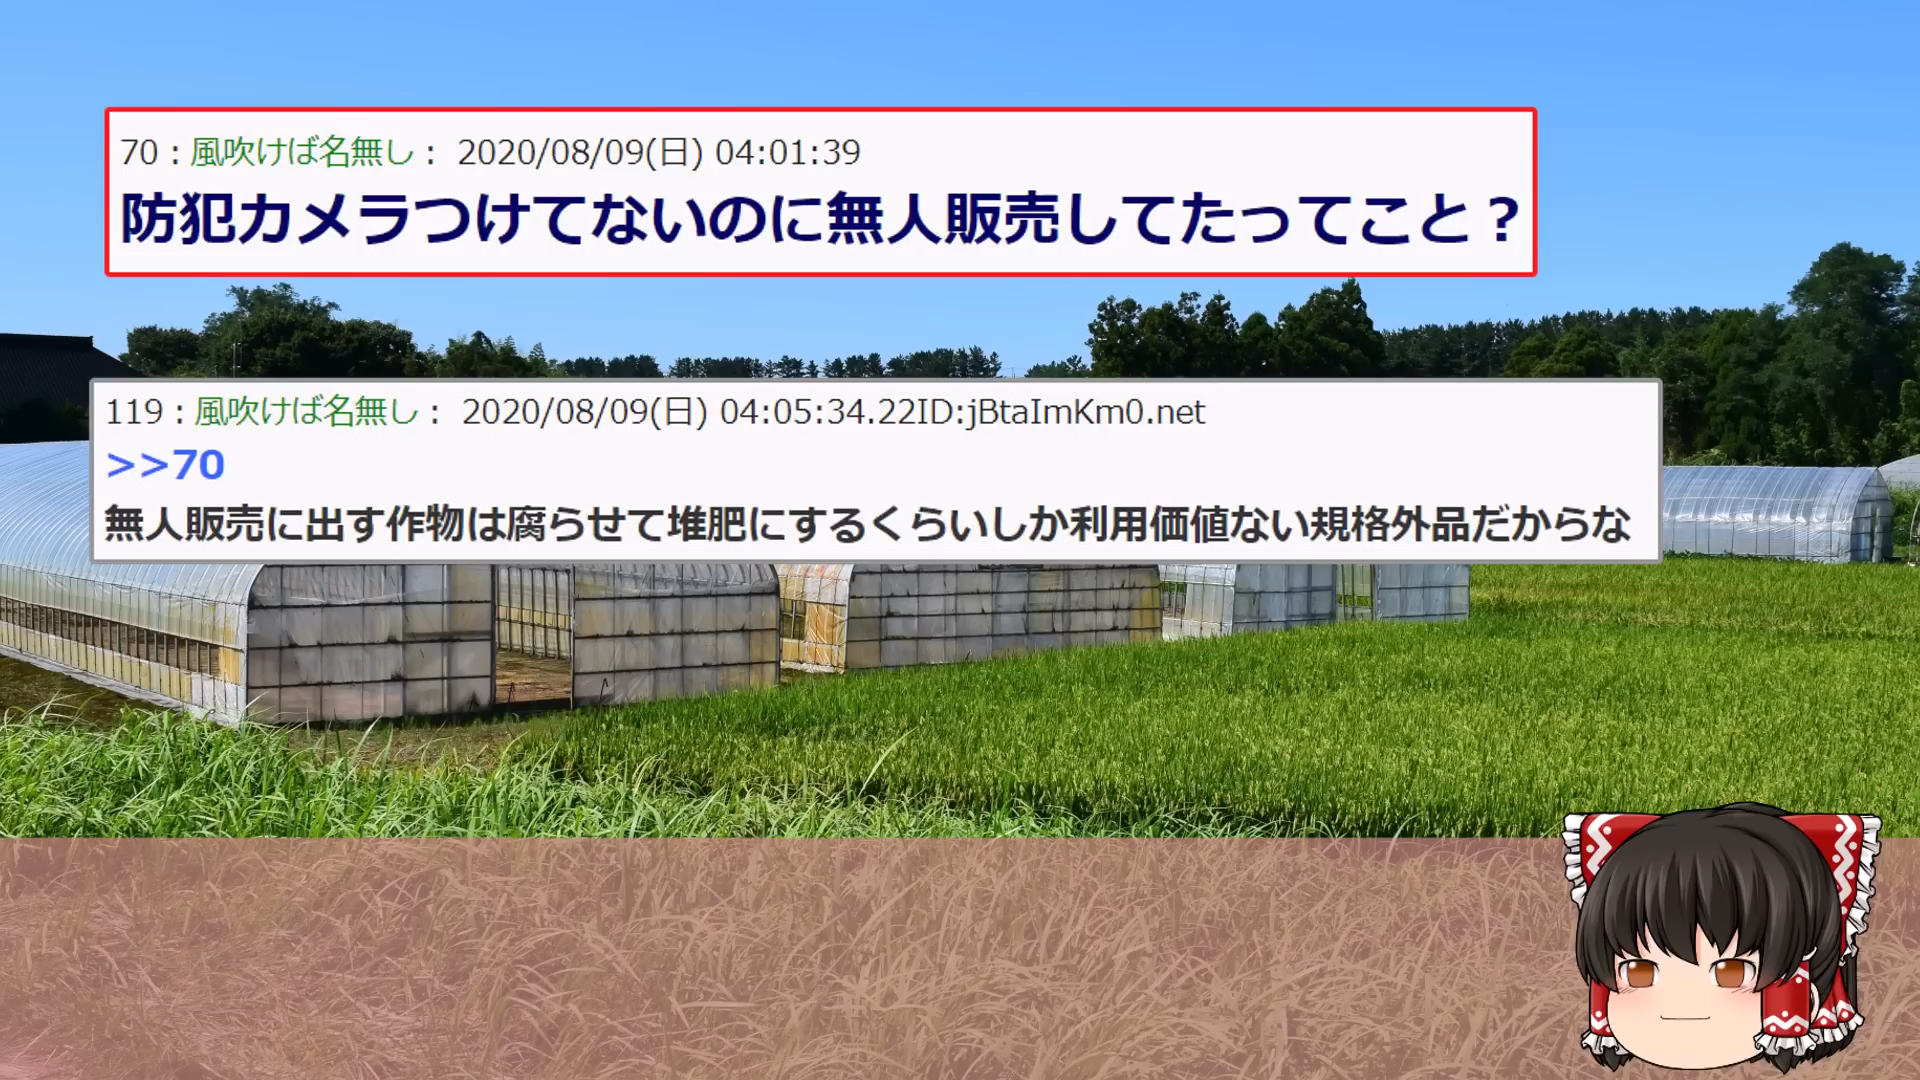 70 : 風吹けば名無し : 2020/08/09(日) 04:01:39
防犯カメラつけてないのに無人販売してたってこと？
119 : 風吹けば名無し : 2020/08/09(日) 04:05:34.22ID:jBtaImKm0.net
>>70
無人販売に出す作物は腐らせて堆肥にするくらいしか利用価値ない規格外品だからな